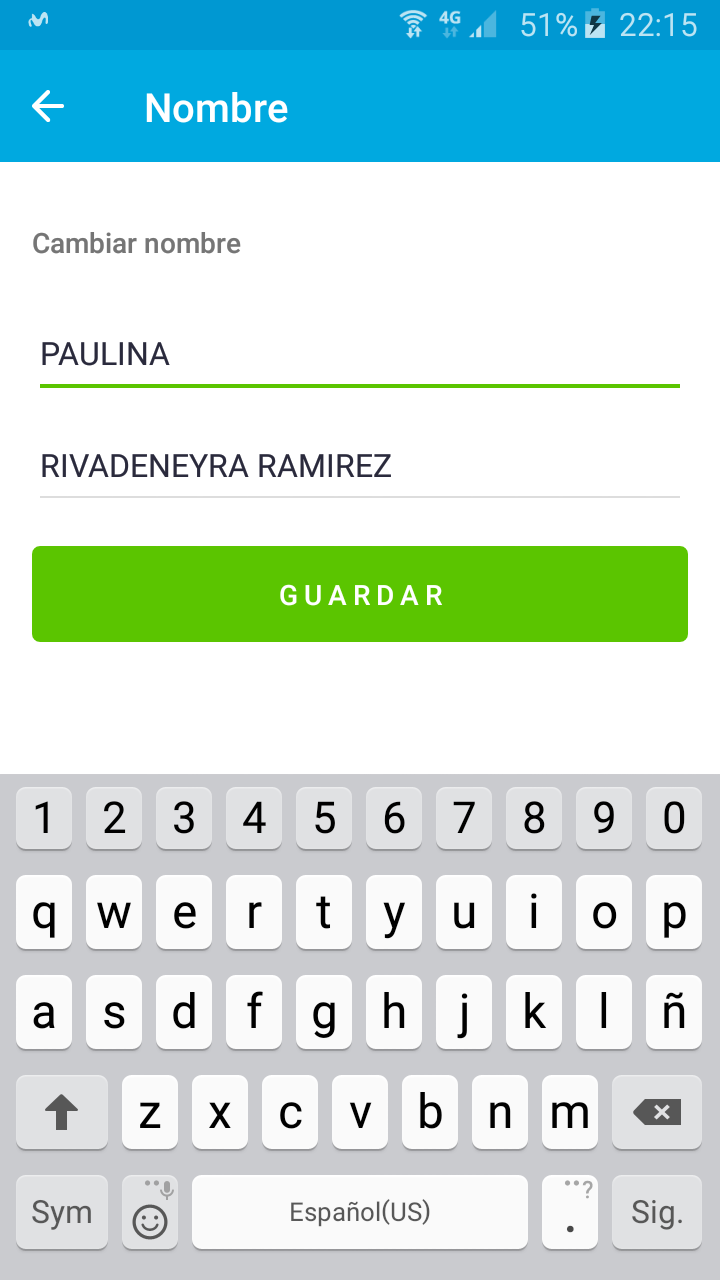 4G 51% 22:15
Nombre
Cambiar nombre
PAULINA
RIVADENEYRA RAMIREZ
GUARDAR
1 2 3 4 5 6 7 8 9 0
q w e r t y u i o p
a s d f g h j k l ñ
z x c v b n m
Sym Español(US) . ? Sig.